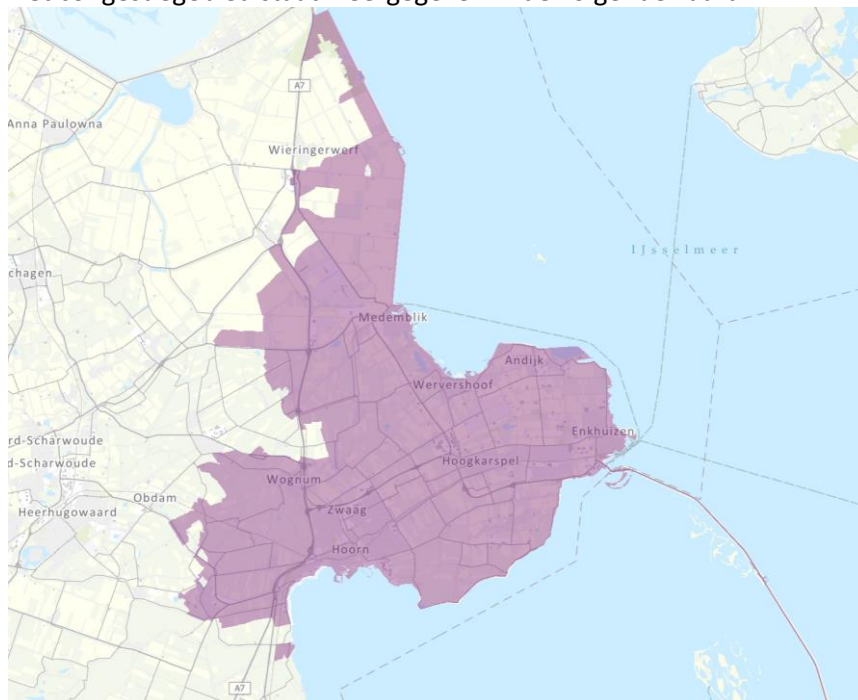 A7
Anna Paulowna
Wieringerwerf
IJsselmeer
chagen
Medemblik
Andijk
Wervershoof
Enkhuizen
rd-Scharwoude
Hoogkarspel
d-Scharwoude
Wognum
Obdam
Heerhugowaard
Zwaag
Hoorn
A7